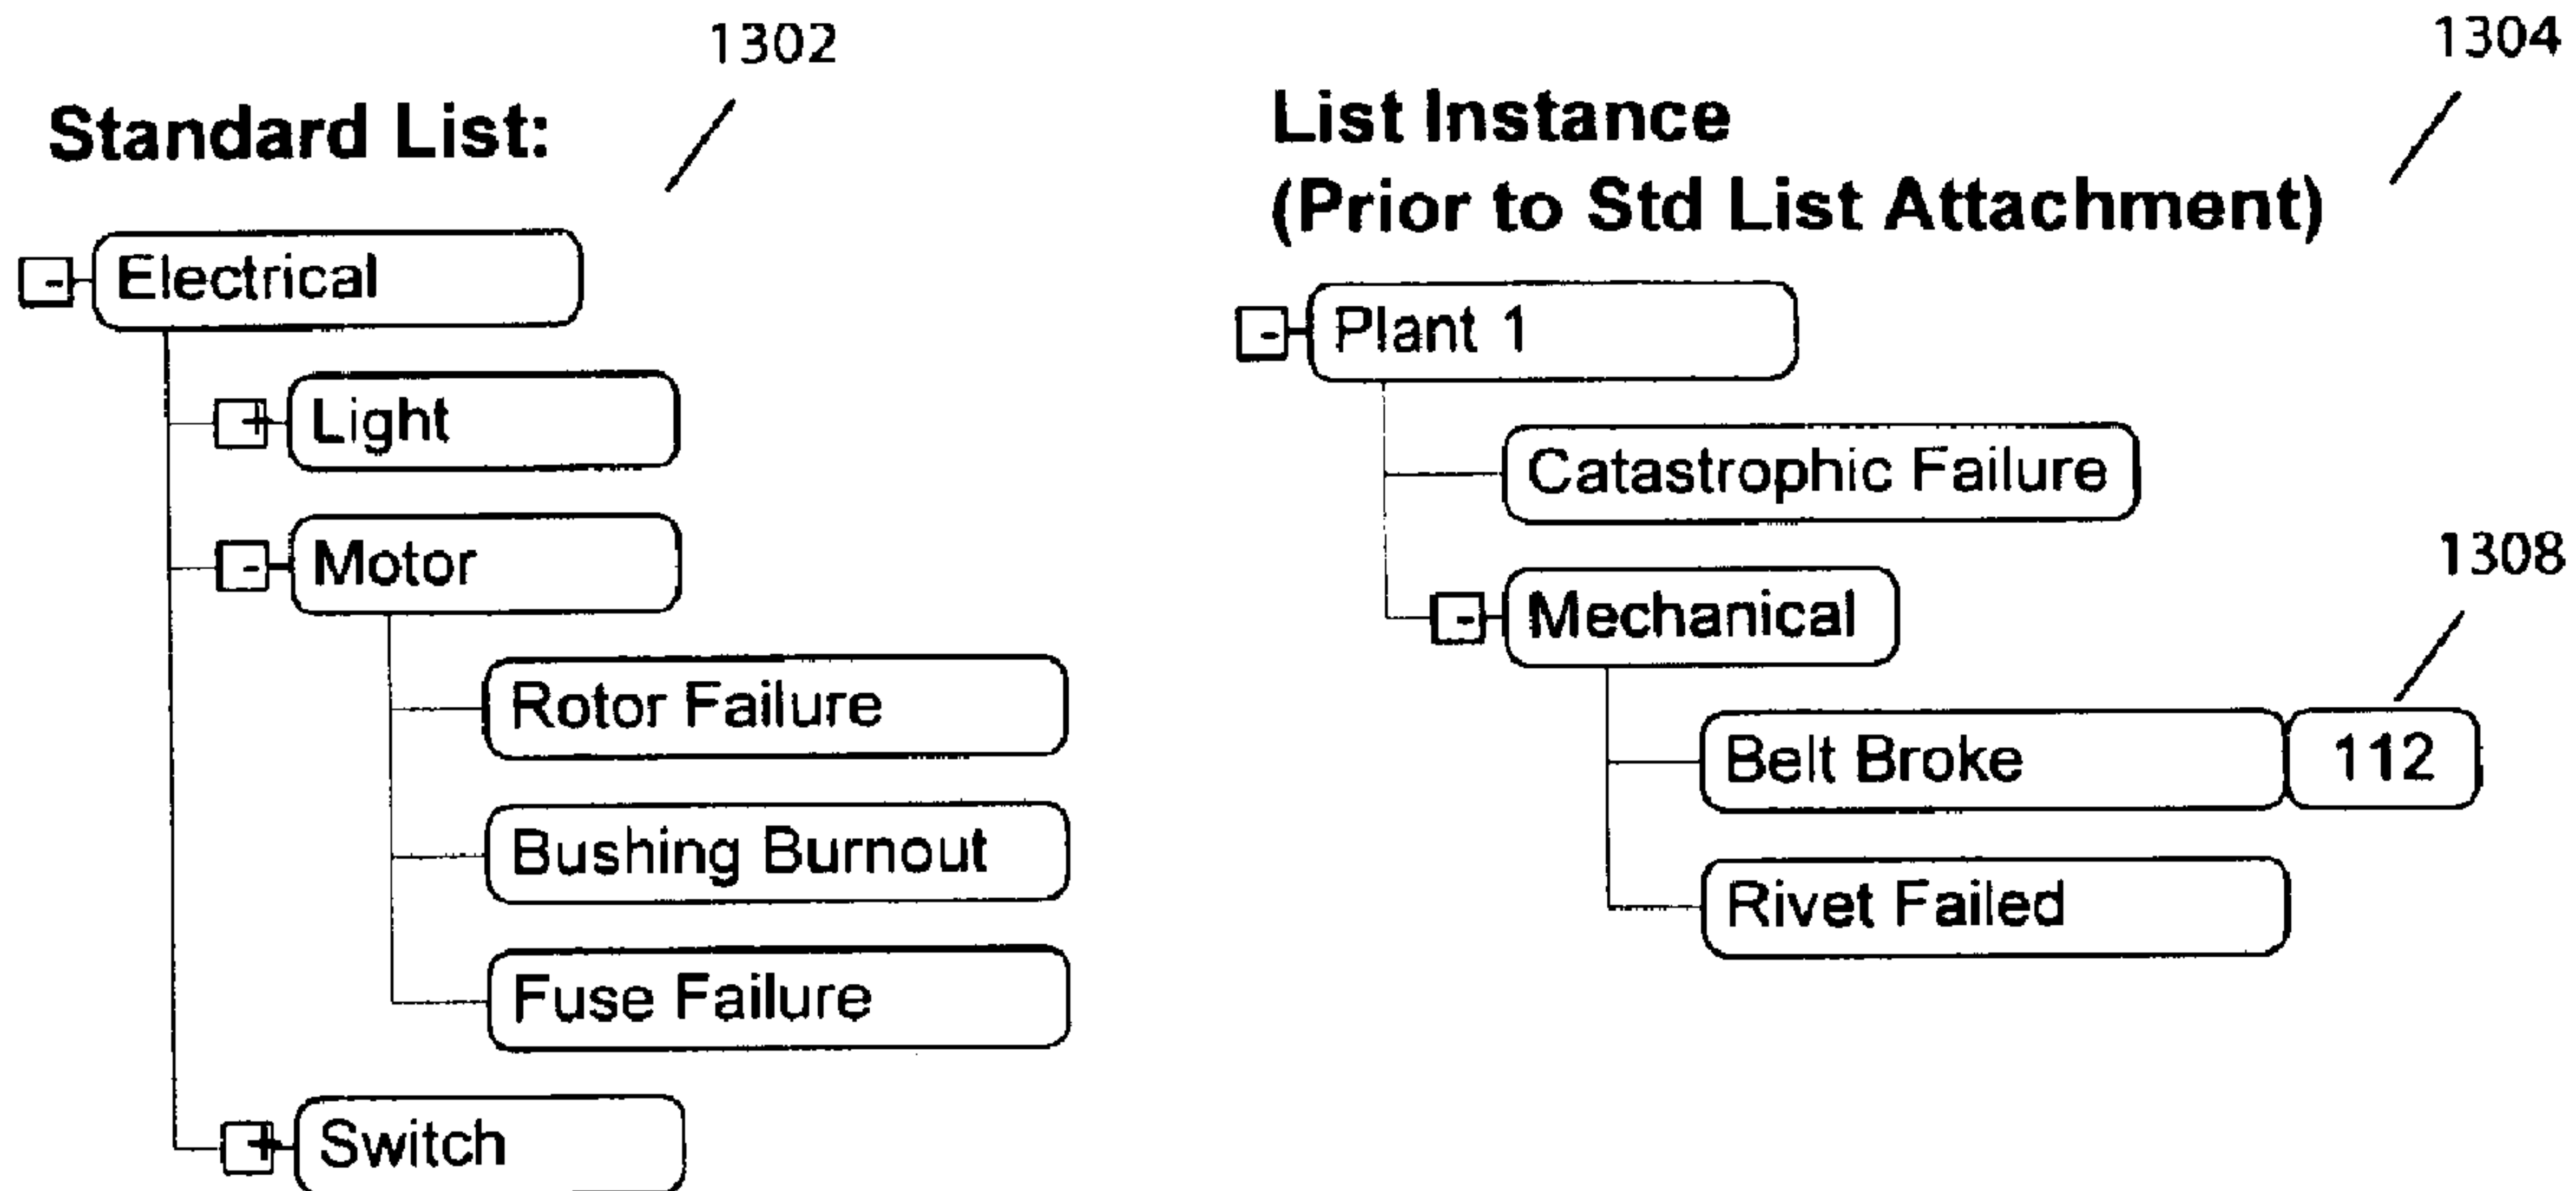 1302
Standard List:
- Electrical
+ Light
- Motor
Rotor Failure
Bushing Burnout
Fuse Failure
+ Switch
1304
List Instance
(Prior to Std List Attachment)
- Plant 1
Catastrophic Failure
- Mechanical
1308
Belt Broke 112
Rivet Failed